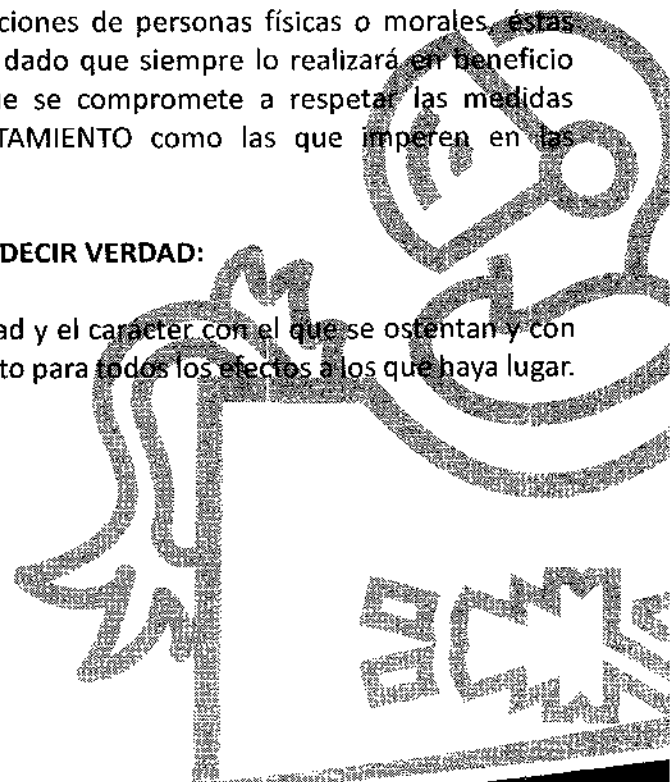 ciones de personas físicas o morales, éstas
dado que siempre lo realizará en beneficio
ue se compromete a respetar las medidas
TAMIENTO como las que imperen en las
DECIR VERDAD:
ad y el carácter con el que se ostentan y con
to para todos los efectos a los que haya lugar.